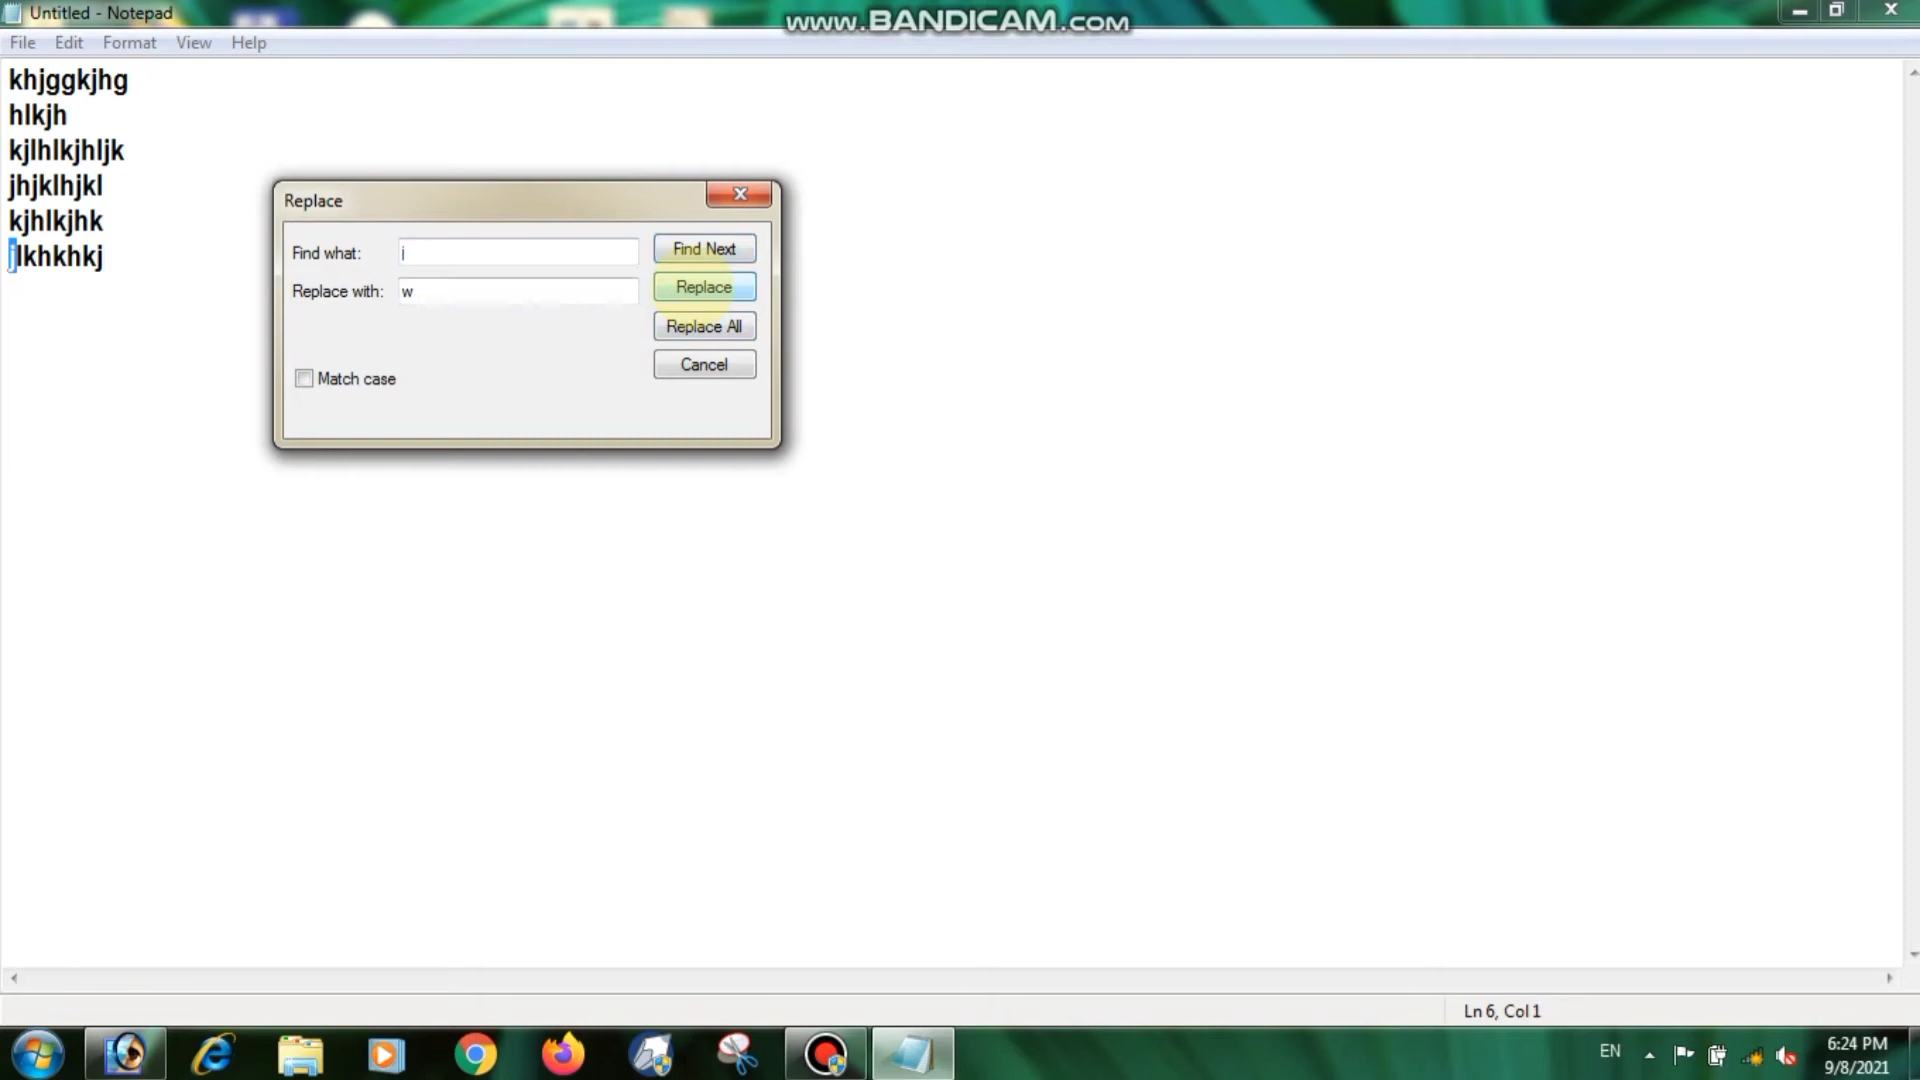 Untitled - Notepad
www.BANDICAM.com
File Edit Format View Help
khjggkjhg
hlkjh
kjlhlkjhljk
jhjklhjkl
kjhlkjhk
jlkhkhkj
Replace
Find what: j
Find Next
Replace with: w
Replace
Replace All
Cancel
Match case
Ln 6, Col 1
EN
6:24 PM
9/8/2021